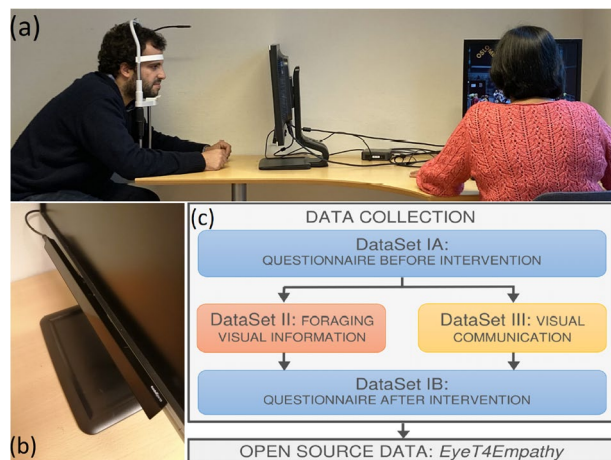 (a)
OSLO
(b)
(c)
DATA COLLECTION
DataSet IA:
QUESTIONNAIRE BEFORE INTERVENTION
DataSet II: FORAGING
VISUAL INFORMATION
DataSet III: VISUAL
COMMUNICATION
DataSet IB:
QUESTIONNAIRE AFTER INTERVENTION
OPEN SOURCE DATA: EyeT4Empathy